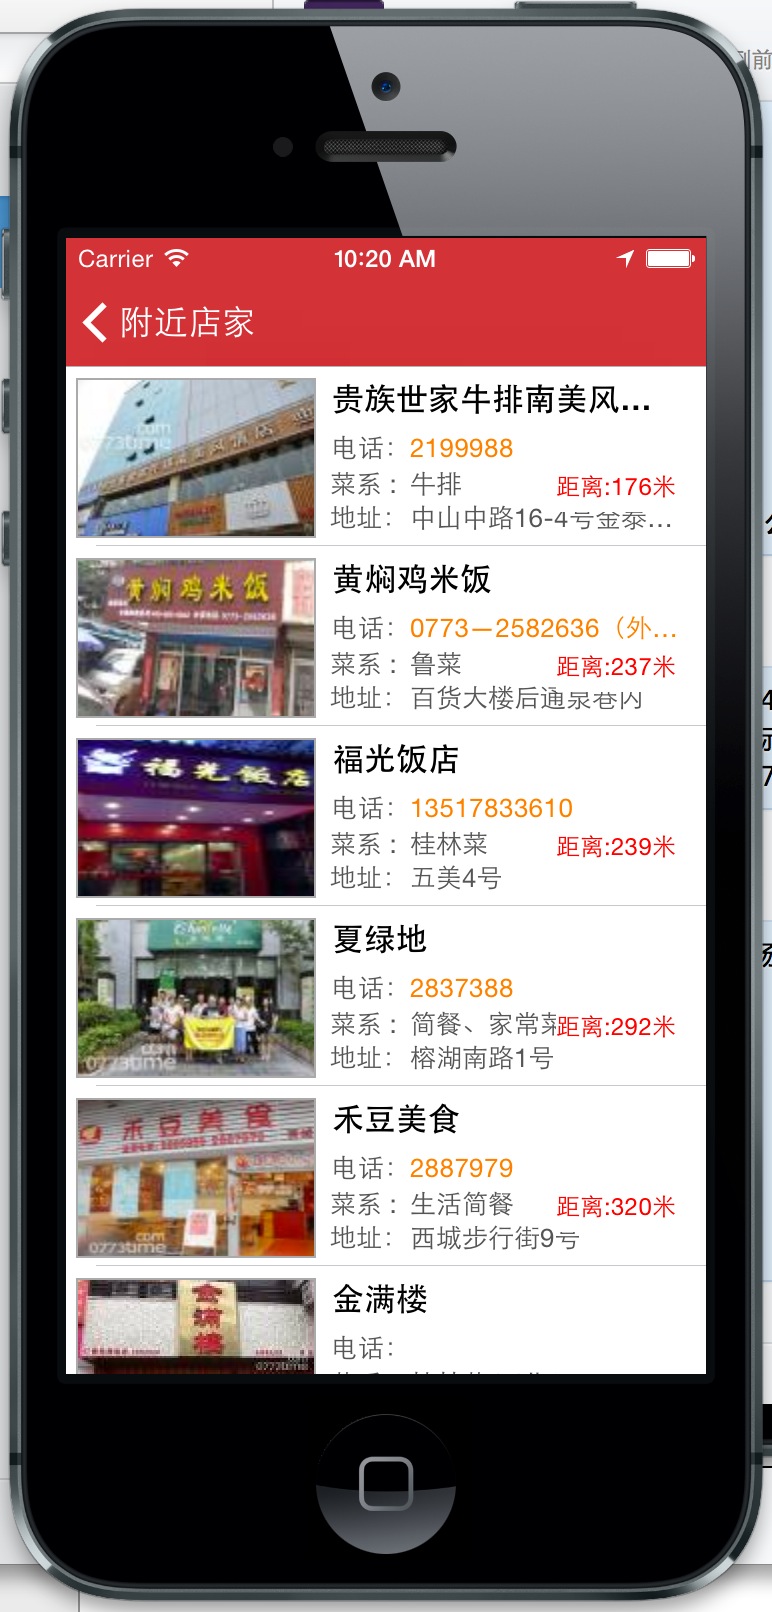 到前
Carrier
10:20 AM
附近店家
贵族世家牛排南美风...
电话：2199988
菜系：牛排
距离:176米
地址：中山中路16-4号金泰...
黄焖鸡米饭
0773time
黄焖鸡米饭
电话：0773—2582636（外...
菜系：鲁菜
距离:237米
地址：百货大楼后通泉巷内
福光饭店
福光饭店
电话：13517833610
菜系：桂林菜
距离:239米
地址：五美4号
夏绿地
0773time
电话：2837388
菜系：简餐、家常菜
距离:292米
地址：榕湖南路1号
禾豆美食
禾豆美食
0773time
电话：2887979
菜系：生活简餐
距离:320米
地址：西城步行街9号
金满楼
金满楼
0773time
电话：